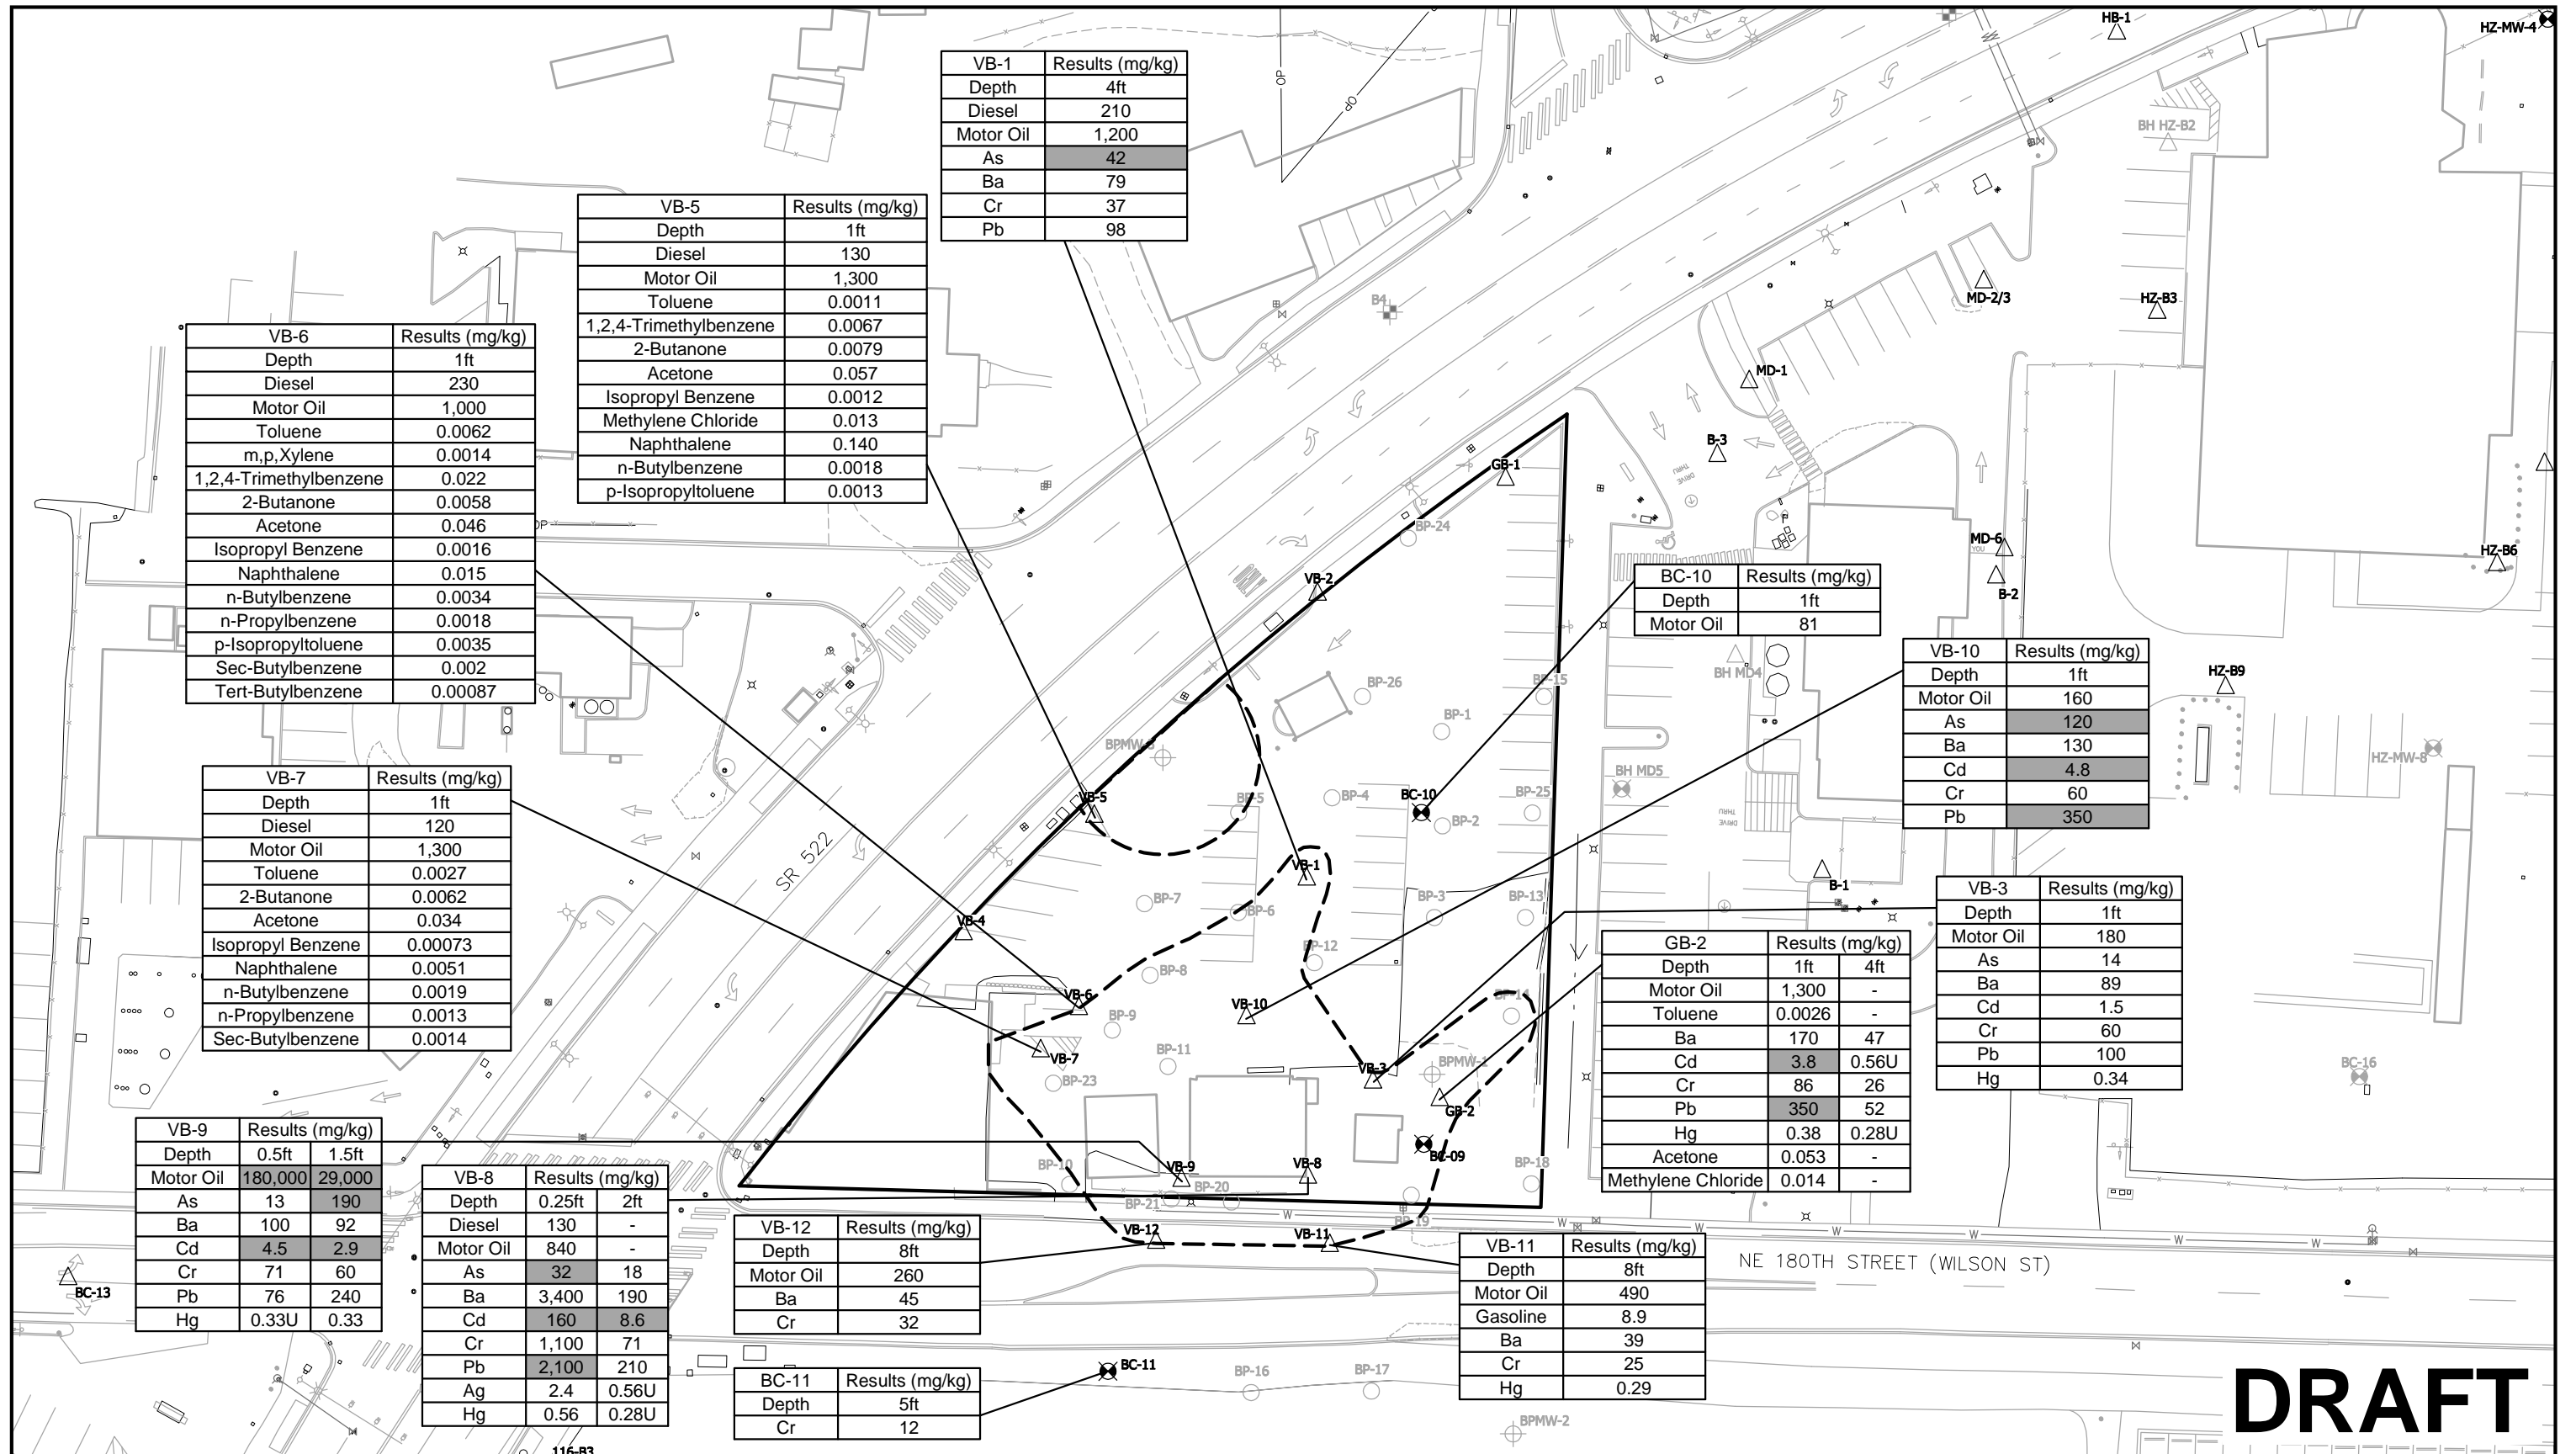 VB-1 Results (mg/kg)
Depth 4ft
Diesel 210
Motor Oil 1,200
As 42
Ba 79
Cr 37
Pb 98
VB-5 Results (mg/kg)
Depth 1ft
Diesel 130
Motor Oil 1,300
Toluene 0.0011
1,2,4-Trimethylbenzene 0.0067
2-Butanone 0.0079
Acetone 0.057
Isopropyl Benzene 0.0012
Methylene Chloride 0.013
Naphthalene 0.140
n-Butylbenzene 0.0018
p-Isopropyltoluene 0.0013
VB-6 Results (mg/kg)
Depth 1ft
Diesel 230
Motor Oil 1,000
Toluene 0.0062
m,p,Xylene 0.0014
1,2,4-Trimethylbenzene 0.022
2-Butanone 0.0058
Acetone 0.046
Isopropyl Benzene 0.0016
Naphthalene 0.015
n-Butylbenzene 0.0034
n-Propylbenzene 0.0018
p-Isopropyltoluene 0.0035
Sec-Butylbenzene 0.002
Tert-Butylbenzene 0.00087
VB-7 Results (mg/kg)
Depth 1ft
Diesel 120
Motor Oil 1,300
Toluene 0.0027
2-Butanone 0.0062
Acetone 0.034
Isopropyl Benzene 0.00073
Naphthalene 0.0051
n-Butylbenzene 0.0019
n-Propylbenzene 0.0013
Sec-Butylbenzene 0.0014
VB-9 Results (mg/kg)
Depth 0.5ft 1.5ft
Motor Oil 180,000 29,000
As 13 190
Ba 100 92
Cd 4.5 2.9
Cr 71 60
Pb 76 240
Hg 0.33U 0.33
VB-8 Results (mg/kg)
Depth 0.25ft 2ft
Diesel 130 -
Motor Oil 840 -
As 32 18
Ba 3,400 190
Cd 160 8.6
Cr 1,100 71
Pb 2,100 210
Ag 2.4 0.56U
Hg 0.56 0.28U
VB-12 Results (mg/kg)
Depth 8ft
Motor Oil 260
Ba 45
Cr 32
BC-11 Results (mg/kg)
Depth 5ft
Cr 12
VB-11 Results (mg/kg)
Depth 8ft
Motor Oil 490
Gasoline 8.9
Ba 39
Cr 25
Hg 0.29
BC-10 Results (mg/kg)
Depth 1ft
Motor Oil 81
VB-10 Results (mg/kg)
Depth 1ft
Motor Oil 160
As 120
Ba 130
Cd 4.8
Cr 60
Pb 350
VB-3 Results (mg/kg)
Depth 1ft
Motor Oil 180
As 14
Ba 89
Cd 1.5
Cr 60
Pb 100
Hg 0.34
GB-2 Results (mg/kg)
Depth 1ft 4ft
Motor Oil 1,300 -
Toluene 0.0026 -
Ba 170 47
Cd 3.8 0.56U
Cr 86 26
Pb 350 52
Hg 0.38 0.28U
Acetone 0.053 -
Methylene Chloride 0.014 -
HB-1
HZ-MW-4
BH HZ-B2
OP
OP
B4
MD-2/3
HZ-B3
MD-1
B-3
GB-1
BP-24
DRIVE
THRU
MD-6
YOU
HZ-B6
B-2
VB-2
OP
BP-26
BP-15
BH MD4
HZ-B9
BP-1
BPMW-3
BH MD5
HZ-MW-8
VB-5
BP-5
BP-4
BC-10
BP-25
BP-2
THRU
DRIVE
SR 522
VB-1
B-1
BP-7
BP-6
BP-3
BP-13
VB-4
BP-12
BP-8
VB-6
VB-10
BP-14
BP-9
VB-7
BP-11
VB-3
BPMW-1
BC-16
BP-23
GB-2
BC-09
BP-10
VB-9
VB-8
BP-18
BP-20
BP-21
W
BP-19
W
W
W
W
W
VB-12
VB-11
NE 180TH STREET (WILSON ST)
BC-13
BC-11
BP-16
BP-17
BPMW-2
116-B3
DRAFT